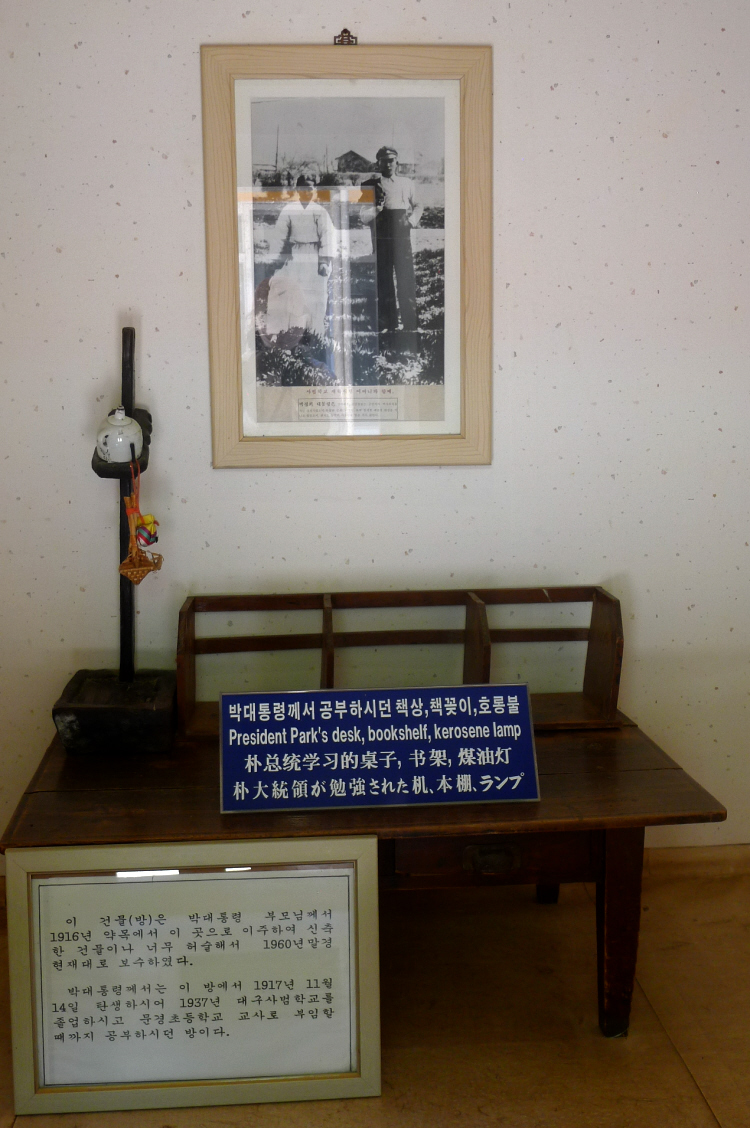 박대통령께서 공부하시던 책상,책꽂이,호롱불
President Park's desk, bookshelf, kerosene lamp
朴总统学习的桌子, 书架, 煤油灯
朴大統領が勉強された机、本棚、ランプ
이 건물(방)은 박대통령 부모님께서
1916년 약목에서 이 곳으로 이주하여 신축
한 건물이나 너무 허술해서 1960년말경
현재대로 보수하였다.
박대통령께서는 이 방에서 1917년 11월
14일 탄생하시어 1937년 대구사범학교를
졸업하시고 문경초등학교 교사로 부임할
때까지 공부하시던 방이다.